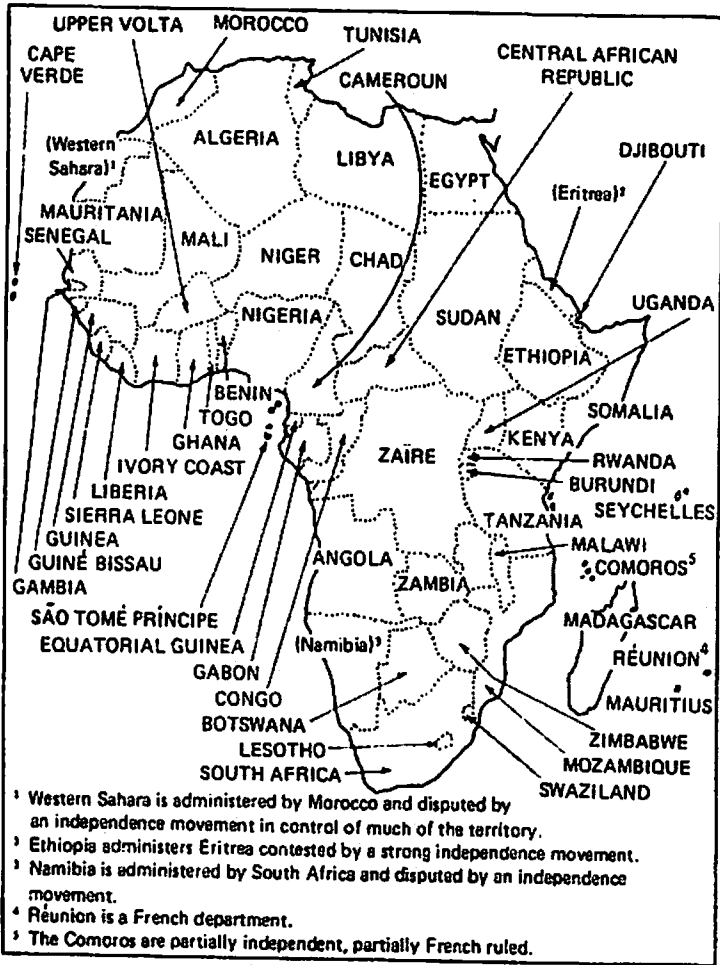 UPPER VOLTA
MOROCCO
TUNISIA
CAPE
VERDE
CAMEROUN
CENTRAL AFRICAN
REPUBLIC
ALGERIA
LIBYA
EGYPT
DJIBOUTI
(Western
Sahara)¹
(Eritrea)²
MAURITANIA
SENEGAL
MALI
NIGER
CHAD
SUDAN
UGANDA
NIGERIA
ETHIOPIA
BENIN
TOGO
GHANA
IVORY COAST
LIBERIA
SIERRA LEONE
GUINEA
GUINÉ BISSAU
GAMBIA
SOMALIA
KENYA
ZAÏRE
RWANDA
BURUNDI
SEYCHELLES
TANZANIA
MALAWI
COMOROS⁵
ANGOLA
ZAMBIA
SÃO TOMÉ PRÍNCIPE
EQUATORIAL GUINEA
(Namibia)³
GABON
CONGO
BOTSWANA
LESOTHO
SOUTH AFRICA
MADAGASCAR
RÉUNION⁴
MAURITIUS
ZIMBABWE
MOZAMBIQUE
SWAZILAND
¹ Western Sahara is administered by Morocco and disputed by
an independence movement in control of much of the territory.
³ Ethiopia administers Eritrea contested by a strong independence movement.
³ Namibia is administered by South Africa and disputed by an independence
movement.
⁴ Réunion is a French department.
⁵ The Comoros are partially independent, partially French ruled.